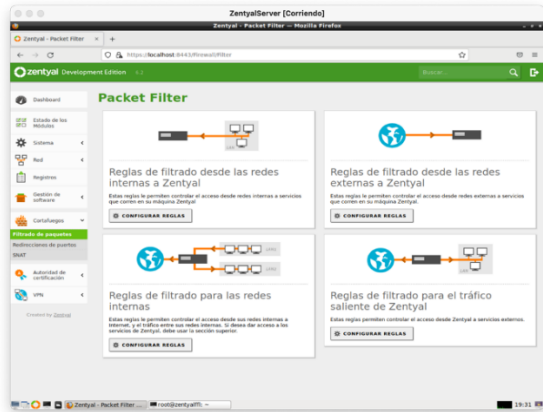 ZentyalServer [Corriendo]
Zentyal - Packet Filter — Mozilla Firefox
Zentyal - Packet Filter
https://localhost:8443/Firewall/Filter
zentyal Development Edition
Buscar...
Dashboard
Estado de los Módulos
Sistema
Red
Registros
Gestión de software
Cortafuegos
Filtrado de paquetes
Redirecciones de puertos
SNAT
Autoridad de certificación
VPN
Created by Zentyal
Packet Filter
Reglas de filtrado desde las redes
internas a Zentyal
Estas reglas le permiten controlar el acceso desde redes internas a servicios
que corren en su máquina Zentyal.
CONFIGURAR REGLAS
Reglas de filtrado desde las redes
externas a Zentyal
Estas reglas le permiten controlar el acceso desde redes externas a servicios
que corren en su máquina Zentyal.
CONFIGURAR REGLAS
Reglas de filtrado para las redes
internas
Estas reglas le permiten controlar el acceso desde sus redes internas a
Internet, y el tráfico entre sus redes internas. Si desea dar acceso a los
servicios de Zentyal, debe usar la sección superior.
CONFIGURAR REGLAS
Reglas de filtrado para el tráfico
saliente de Zentyal
Estas reglas le permiten controlar el acceso desde Zentyal a servicios externos.
CONFIGURAR REGLAS
Zentyal - Packet Filter ...
19:31